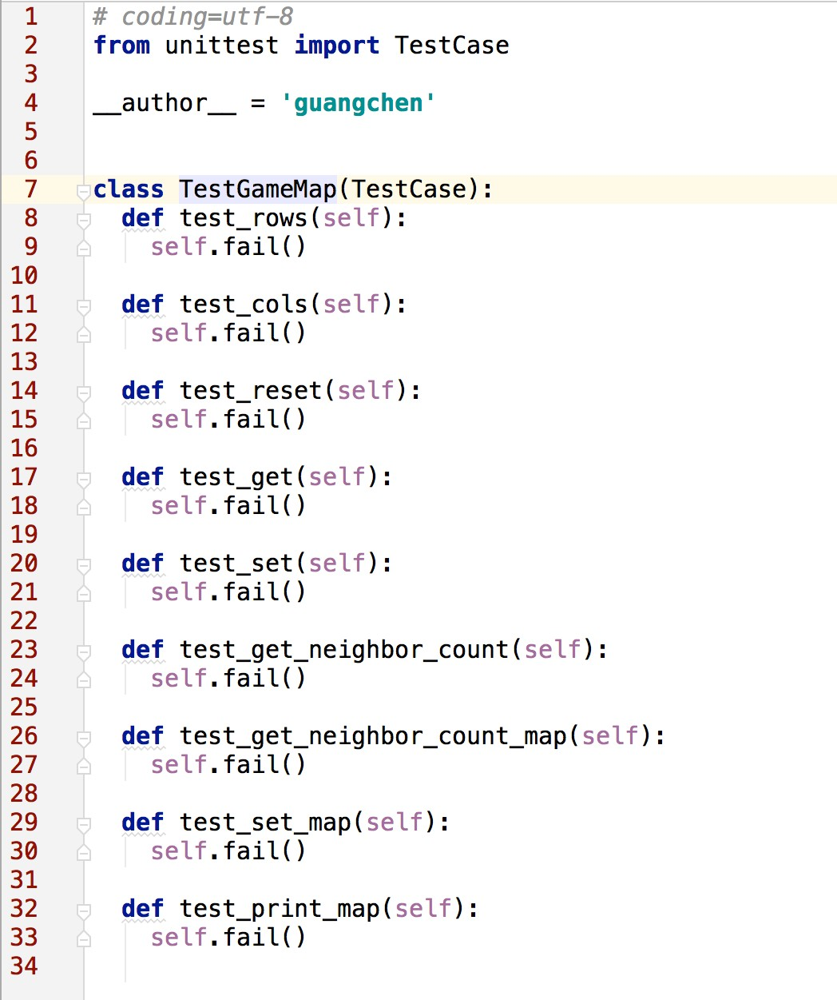 1 # coding=utf-8
2 from unittest import TestCase
3
4 __author__ = 'guangchen'
5
6
7 class TestGameMap(TestCase):
8   def test_rows(self):
9     self.fail()
10
11   def test_cols(self):
12     self.fail()
13
14   def test_reset(self):
15     self.fail()
16
17   def test_get(self):
18     self.fail()
19
20   def test_set(self):
21     self.fail()
22
23   def test_get_neighbor_count(self):
24     self.fail()
25
26   def test_get_neighbor_count_map(self):
27     self.fail()
28
29   def test_set_map(self):
30     self.fail()
31
32   def test_print_map(self):
33     self.fail()
34